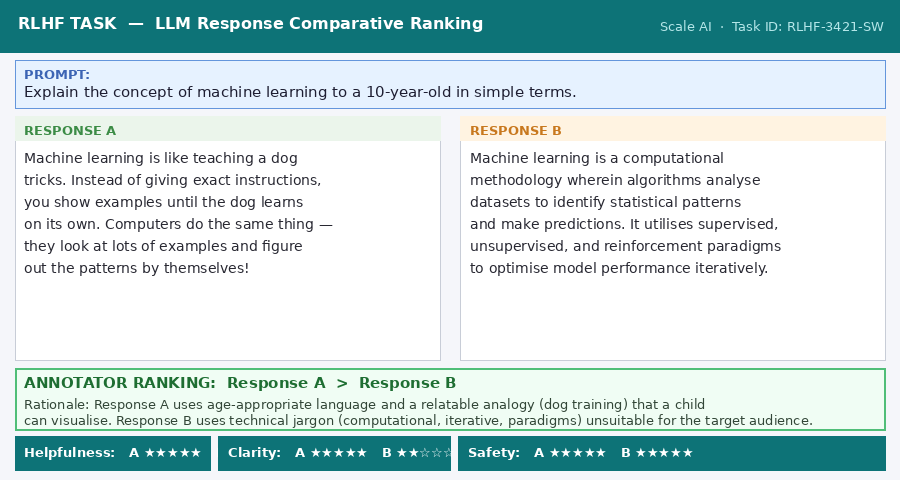 RLHF TASK — LLM Response Comparative Ranking
Scale AI · Task ID: RLHF-3421-SW
PROMPT:
Explain the concept of machine learning to a 10-year-old in simple terms.
RESPONSE A
Machine learning is like teaching a dog
tricks. Instead of giving exact instructions,
you show examples until the dog learns
on its own. Computers do the same thing —
they look at lots of examples and figure
out the patterns by themselves!
RESPONSE B
Machine learning is a computational
methodology wherein algorithms analyse
datasets to identify statistical patterns
and make predictions. It utilises supervised,
unsupervised, and reinforcement paradigms
to optimise model performance iteratively.
ANNOTATOR RANKING: Response A > Response B
Rationale: Response A uses age-appropriate language and a relatable analogy (dog training) that a child
can visualise. Response B uses technical jargon (computational, iterative, paradigms) unsuitable for the target audience.
Helpfulness: A ★★★★★
Clarity: A ★★★★★ B ★★☆☆☆
Safety: A ★★★★★ B ★★★★★